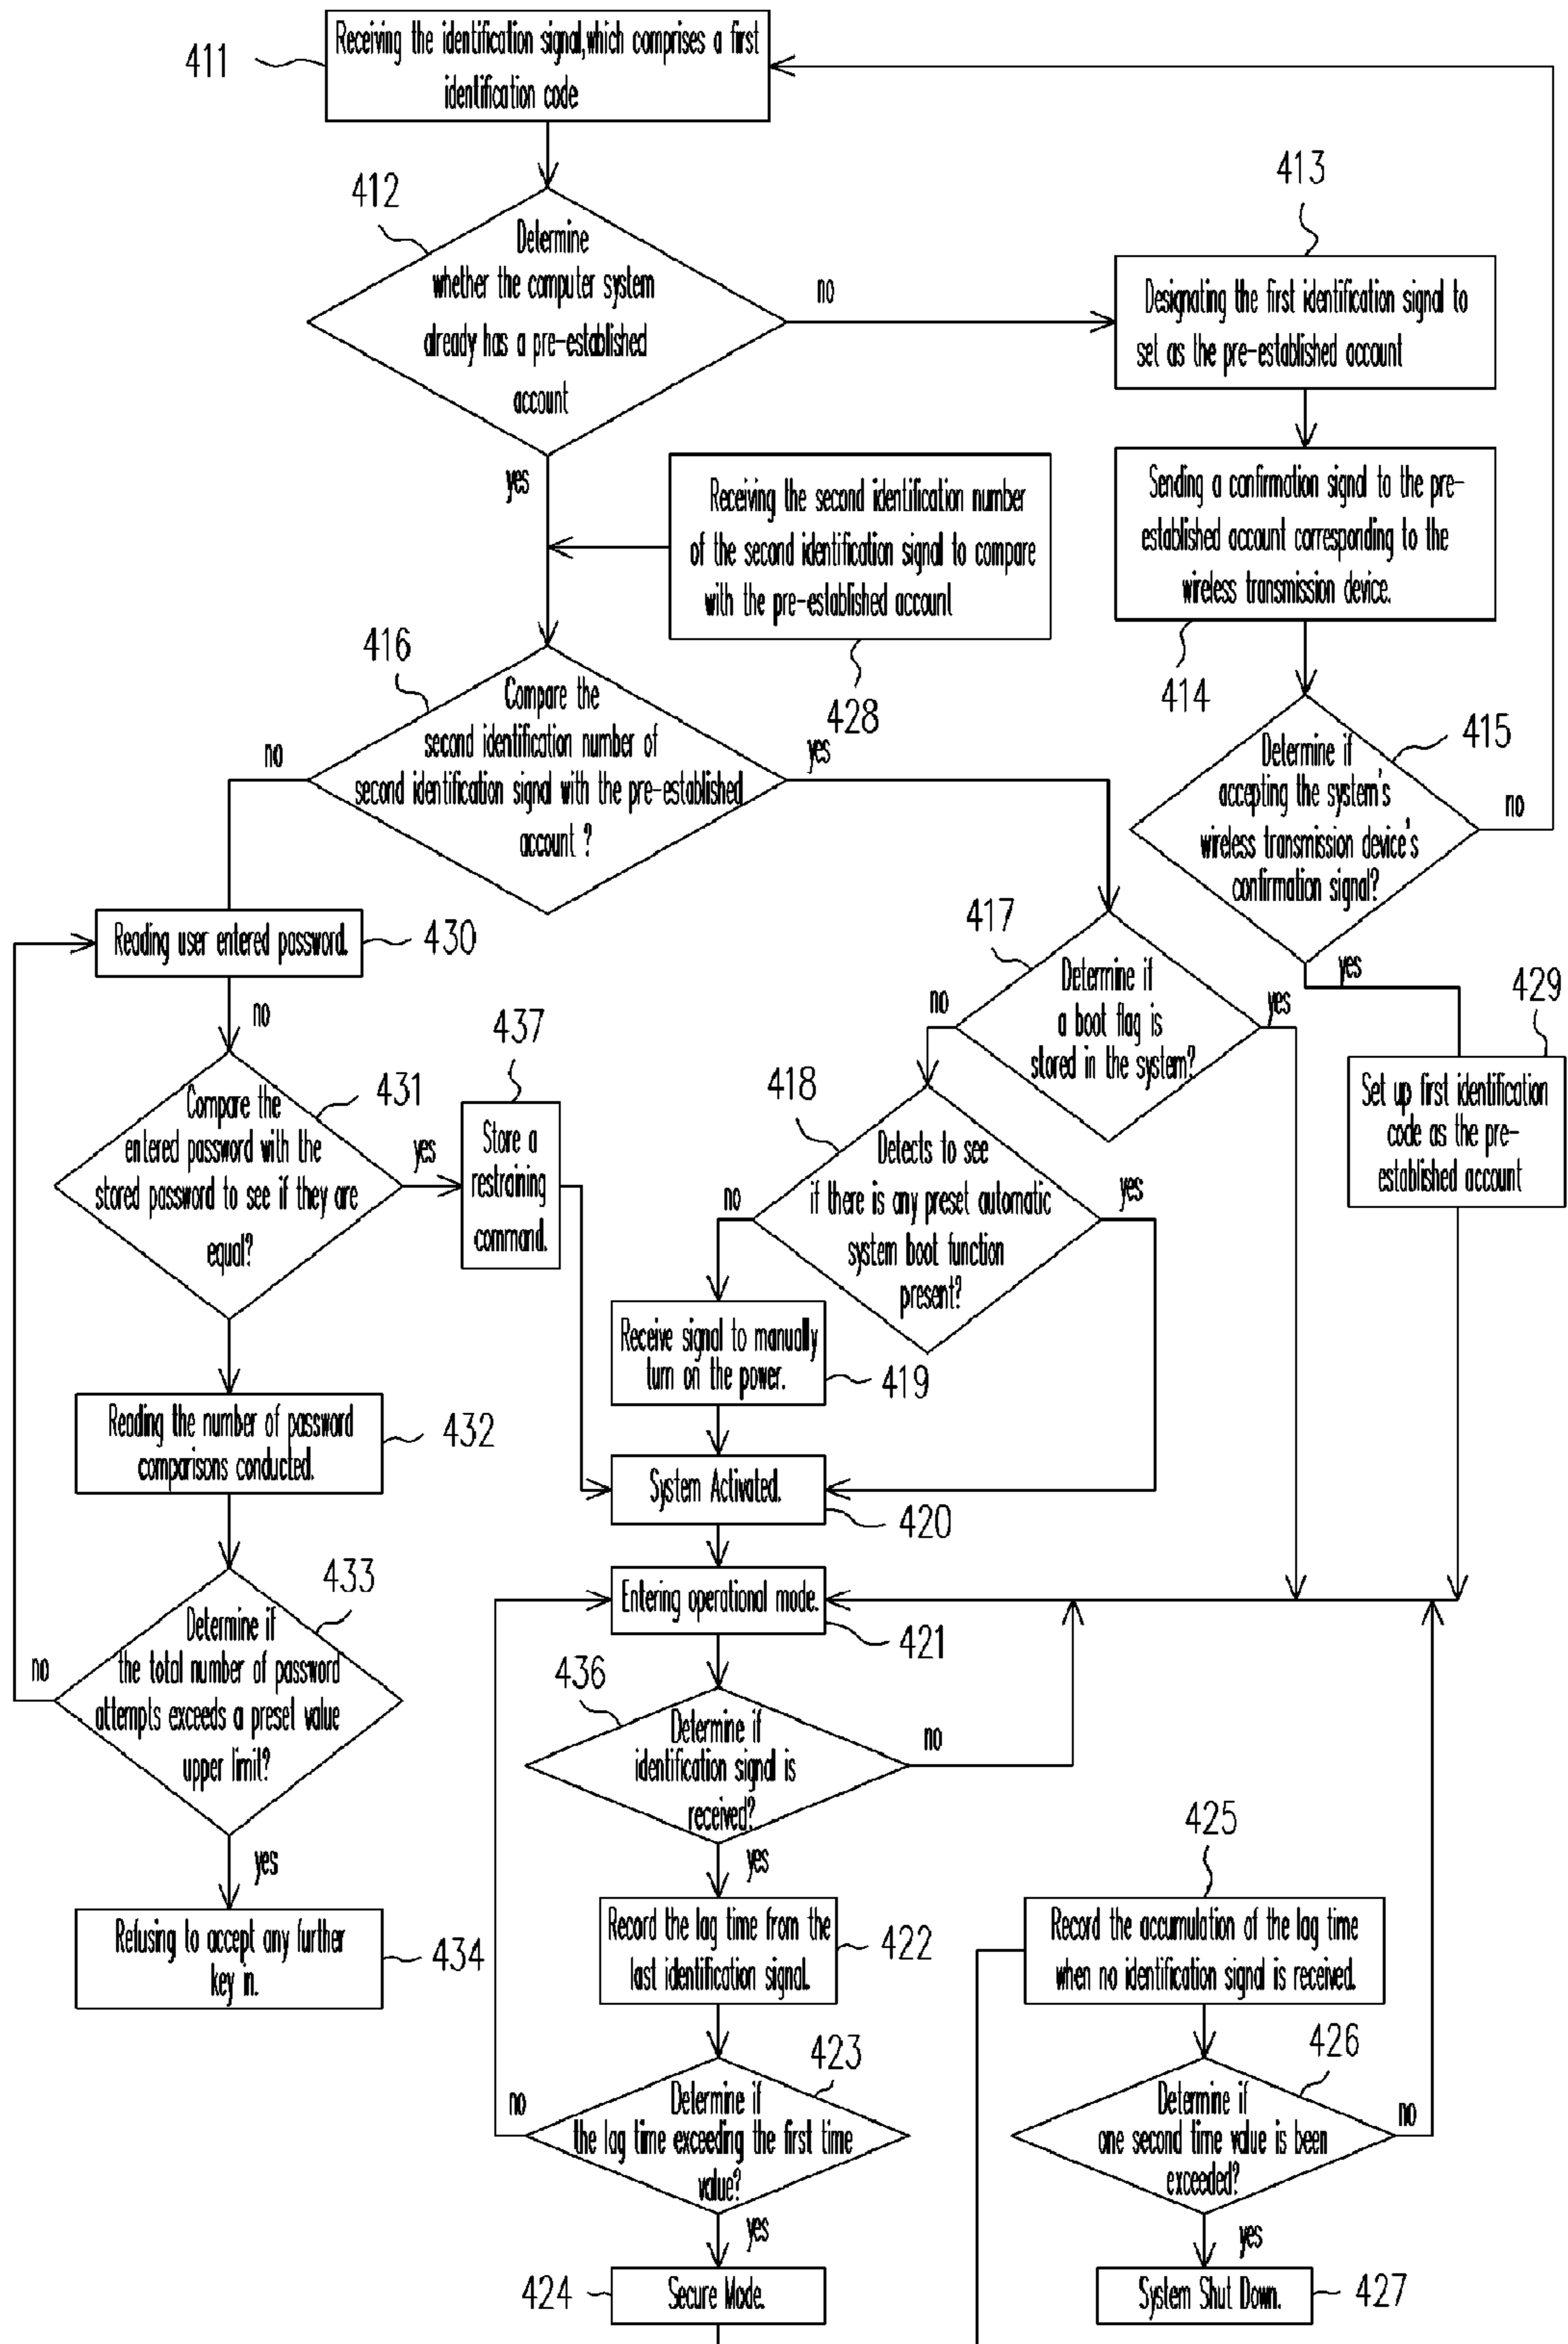 411
Receiving the identification signal,which comprises a first
identification code
412
Determine
whether the computer system
already has a pre-established
account
no
yes
413
Designating the first identification signal to
set as the pre-established account
Sending a confirmation signal to the pre-
established account corresponding to the
wireless transmission device.
414
Receiving the second identification number
of the second identification signal to compare
with the pre-established account
428
416
Compare the
second identification number of
second identification signal with the pre-established
account ?
no
yes
415
Determine if
accepting the system's
wireless transmission device's
confirmation signal?
no
yes
429
Set up first identification
code as the pre-
established account
Reading user entered password.
430
no
431
Compare the
entered password with the
stored password to see if they are
equal?
yes
437
Store a
restraining
command.
417
Determine if
a boot flag is
stored in the system?
no
yes
418
Detects to see
if there is any preset automatic
system boot function
present?
no
yes
Receive signal to manually
turn on the power.
419
Reading the number of password
comparisons conducted.
432
System Activated.
420
433
Determine if
the total number of password
attempts exceeds a preset value
upper limit?
no
yes
Refusing to accept any further
key in.
434
Entering operational mode.
421
436
Determine if
identification signal is
received?
no
yes
Record the lag time from the
last identification signal.
422
425
Record the accumulation of the lag time
when no identification signal is received.
423
Determine if
the lag time exceeding the first time
value?
no
yes
426
Determine if
one second time value is been
exceeded?
no
yes
424
Secure Mode.
System Shut Down.
427